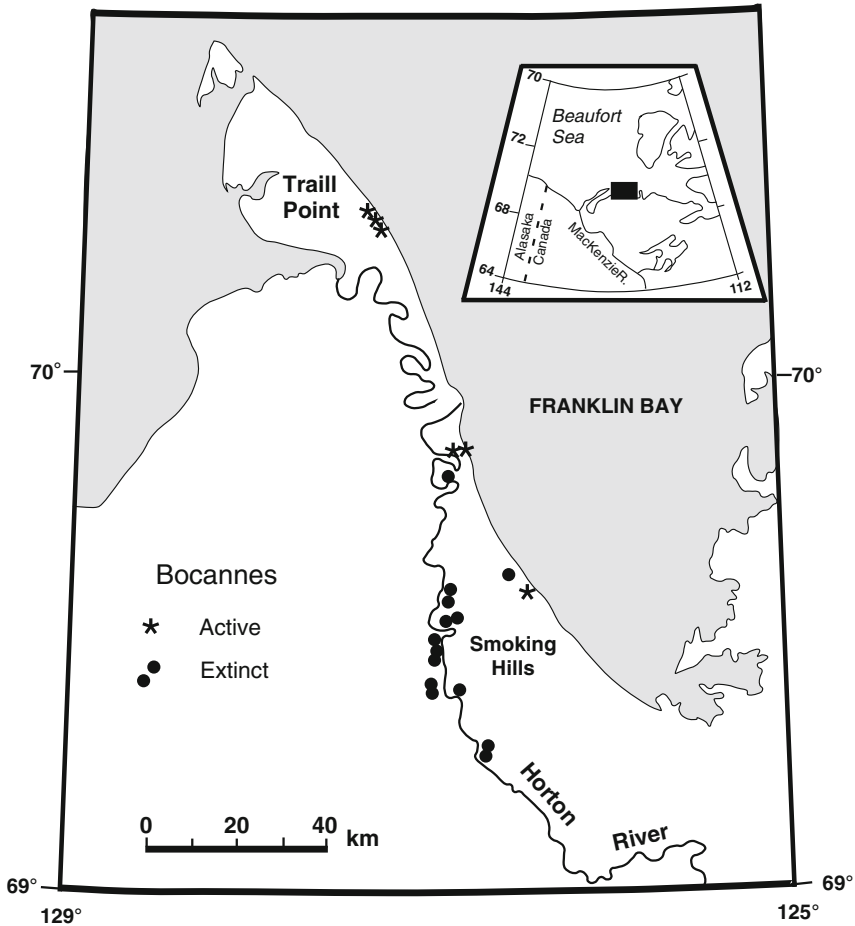 70
Beaufort
Sea
72
68
Alasaka
Canada
MacKenzieR.
64
144
112
Traill
Point
70°
70°
FRANKLIN BAY
Bocannes
Active
Extinct
Smoking
Hills
Horton
River
0 20 40 km
69°
69°
129°
125°